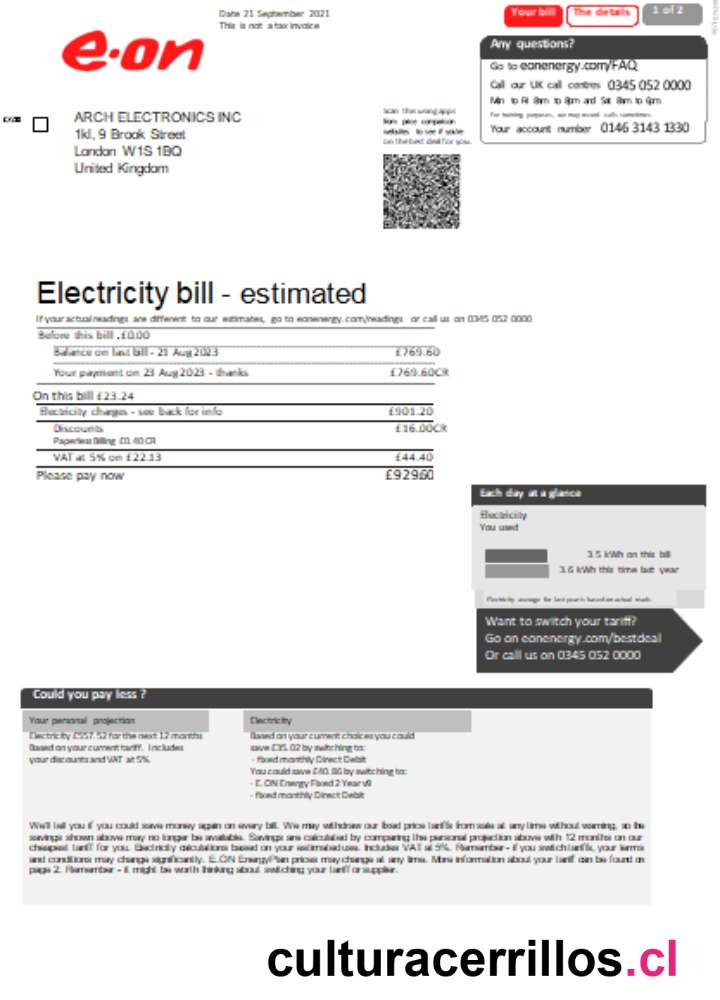 Date 21 September 2021
This is not a tax invoice
Your bill
The details
1 of 2
e·on
Any questions?
Go to eonenergy.com/FAQ
Call our UK call centres 0345 052 0000
Mon to Fri 8am to 8pm and Sat 8am to 6pm
For training purposes, we may record calls sometimes.
Your account number 0146 3143 1330
ARCH ELECTRONICS INC
1kl, 9 Brook Street
London W1S 1BQ
United Kingdom
Scan this using apps
from price comparison
websites to see if you're
on the best deal for you.
Electricity bill - estimated
If your actual readings are different to our estimates, go to eonenergy.com/readings or call us on 0345 052 0000
Before this bill .£0.00
Balance on last bill - 21 Aug 2023 £769.60
Your payment on 23 Aug 2023 - thanks £769.60CR
On this bill £23.24
Electricity charges - see back for info £901.20
Discounts £16.00CR
Paperless Billing £0.40 CR
VAT at 5% on £22.13 £44.40
Please pay now £929.60
Each day at a glance
Electricity
You used
3.5 kWh on this bill
3.6 kWh this time last year
Electricity average for last year is based on actual reads.
Want to switch your tariff?
Go on eonenergy.com/bestdeal
Or call us on 0345 052 0000
Could you pay less ?
Your personal projection
Electricity £557.52 for the next 12 months
Based on your current tariff. Includes
your discounts and VAT at 5%.
Electricity
Based on your current choices you could
save £35.02 by switching to:
- fixed monthly Direct Debit
You could save £40.86 by switching to:
- E.ON Energy Fixed 2 Year v9
- fixed monthly Direct Debit
We'll tell you if you could save money again on every bill. We may withdraw our fixed price tariffs from sale at any time without warning, so the
savings shown above may no longer be available. Savings are calculated by comparing the personal projection above with 12 months on our
cheapest tariff for you. Electricity calculations based on your estimated use. Includes VAT at 5%. Remember - if you switch tariffs, your terms
and conditions may change significantly. E.ON EnergyPlan prices may change at any time. More information about your tariff can be found on
page 2. Remember - it might be worth thinking about switching your tariff or supplier.
culturacerrillos.cl